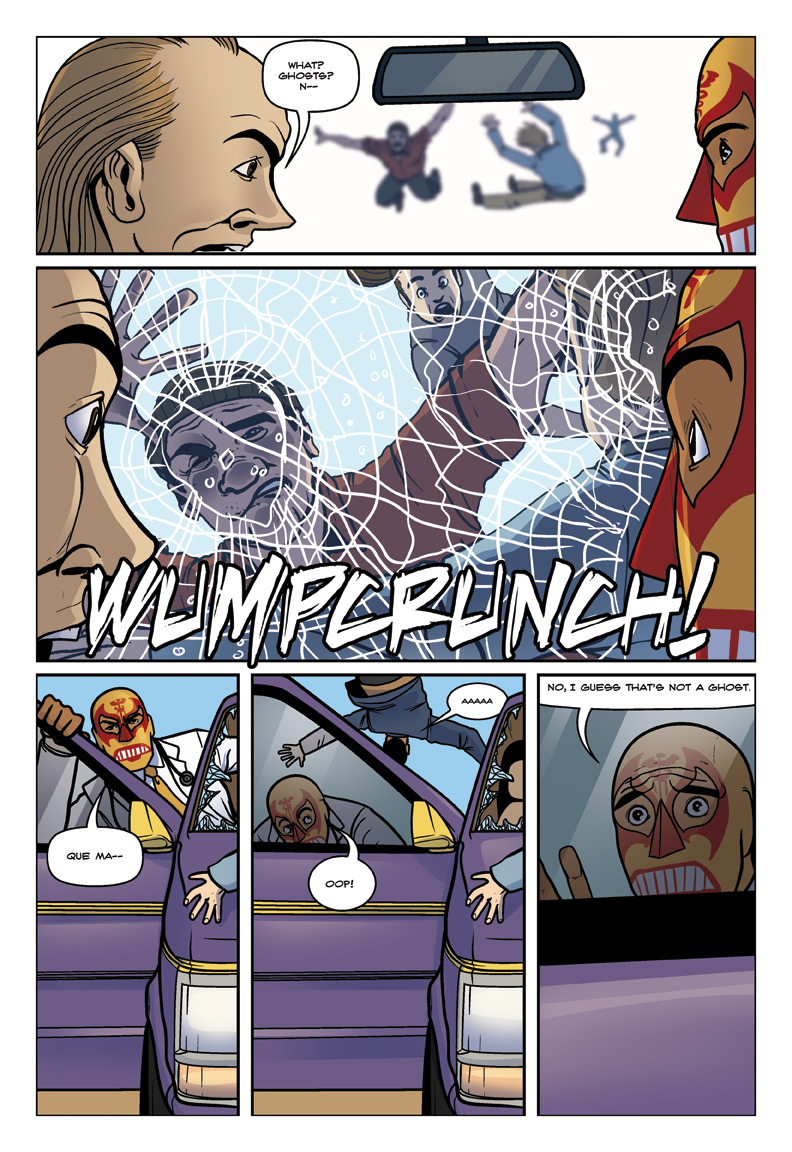 WHAT?
GHOSTS?
N--
WUMPCRUNCH!
QUE MA--
AAAAA
OOP!
NO, I GUESS THAT'S NOT A GHOST.